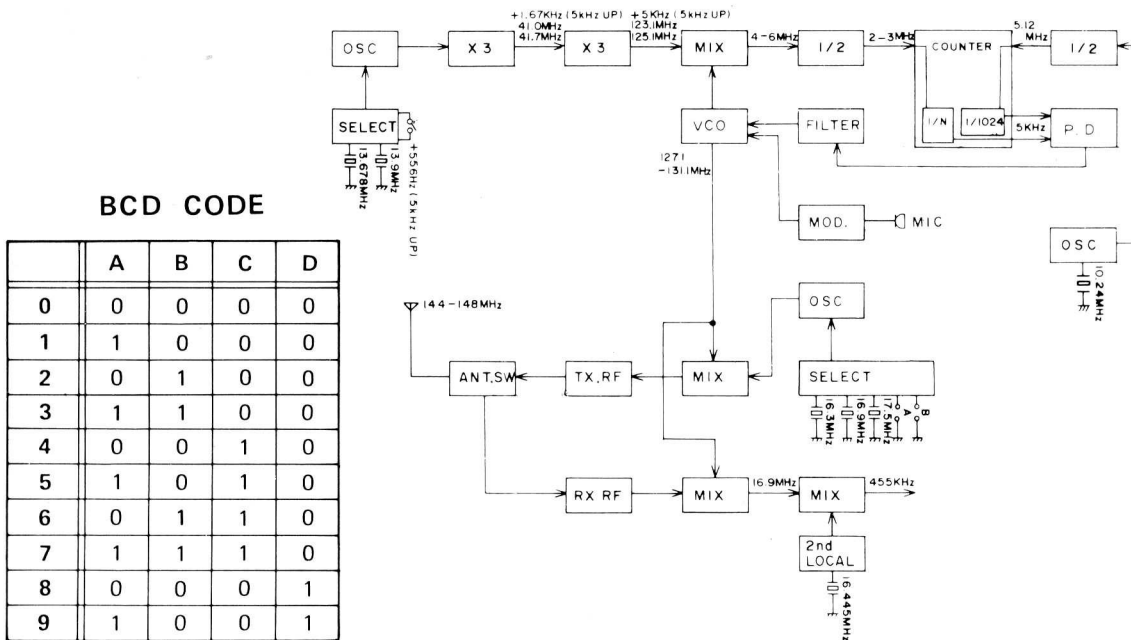 +1.67KHz (5kHz UP)
41.0MHz
41.7MHz
+5KHz (5kHz UP)
123.1MHz
125.1MHz
OSC
X 3
X 3
MIX
4-6MHz
1/2
2-3MHz
COUNTER
5.12
MHz
1/2
SELECT
13.678MHz
13.9MHz
+556Hz (5kHz UP)
VCO
FILTER
1/N
1/1024
5KHz
P.D
127.1
-131.1MHz
MOD.
MIC
OSC
10.24MHz
BCD CODE
A B C D
0 0 0 0 0
1 1 0 0 0
2 0 1 0 0
3 1 1 0 0
4 0 0 1 0
5 1 0 1 0
6 0 1 1 0
7 1 1 1 0
8 0 0 0 1
9 1 0 0 1
144-148MHz
OSC
ANT,SW
TX,RF
MIX
SELECT
16.3MHz
16.9MHz
17.5MHz
A
B
RX RF
MIX
16.9MHz
MIX
455KHz
2nd
LOCAL
16.445MHz